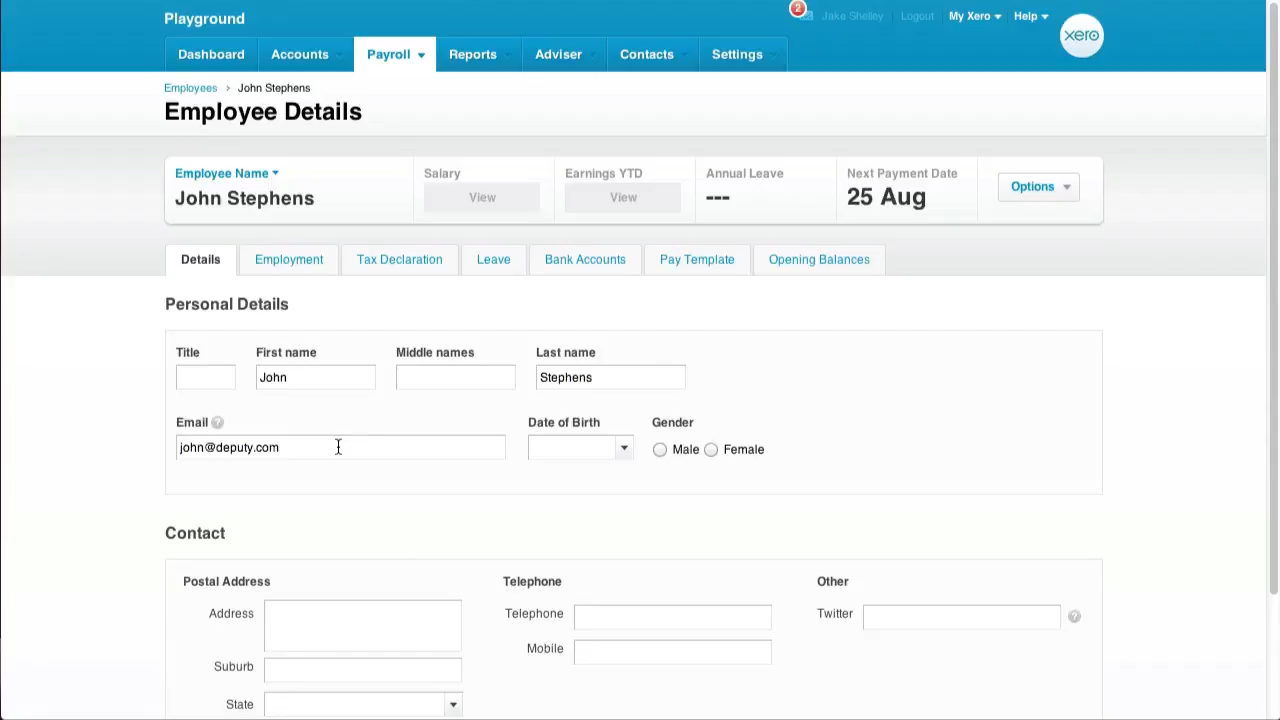 Playground
2
Jake Shelley Logout My Xero Help
xero
Dashboard Accounts Payroll Reports Adviser Contacts Settings
Employees › John Stephens
Employee Details
Employee Name Salary Earnings YTD Annual Leave Next Payment Date
John Stephens View View --- 25 Aug Options
Details Employment Tax Declaration Leave Bank Accounts Pay Template Opening Balances
Personal Details
Title First name Middle names Last name
John Stephens
Email ? Date of Birth Gender
john@deputy.com Male Female
Contact
Postal Address Telephone Other
Address Telephone Twitter ?
Mobile
Suburb
State